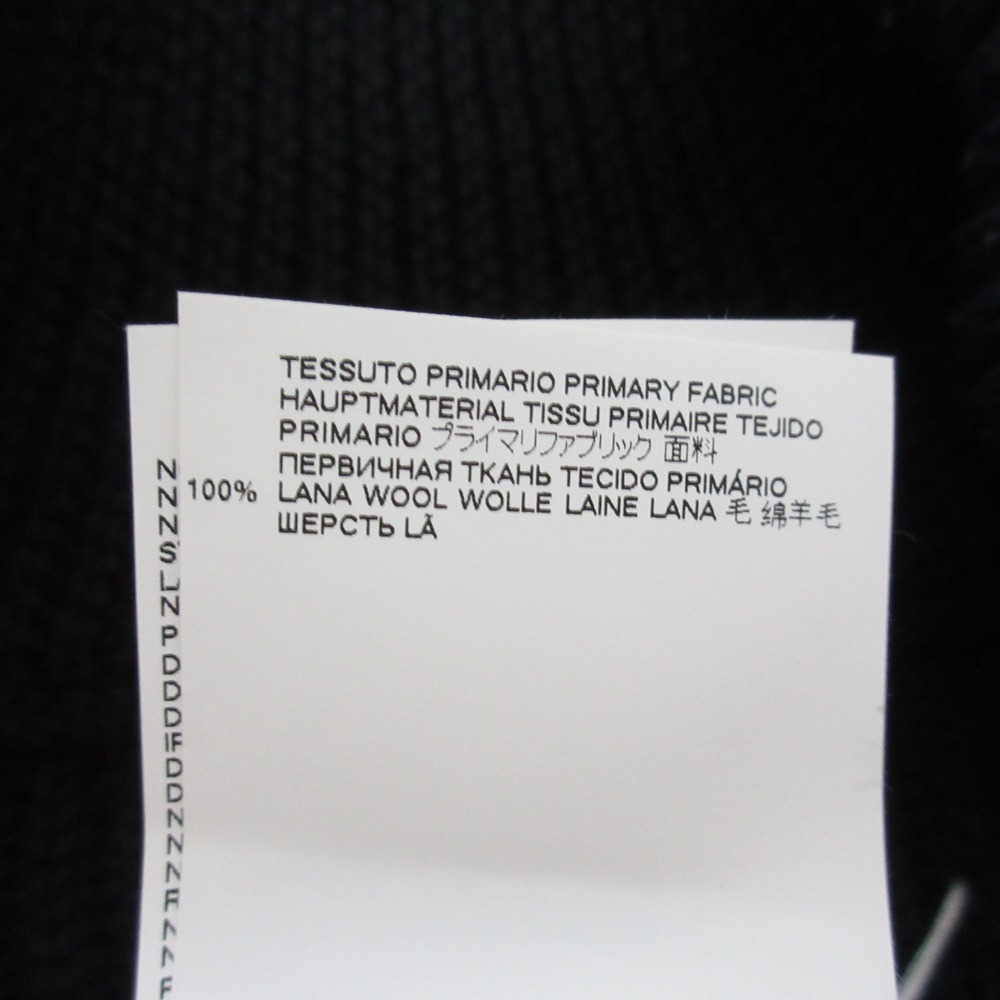 TESSUTO PRIMARIO PRIMARY FABRIC
HAUPTMATERIAL TISSU PRIMAIRE TEJIDO
PRIMARIO プライマリファブリック 面料
ПЕРВИЧНАЯ ТКАНЬ TECIDO PRIMÁRIO
100% LANA WOOL WOLLE LAINE LANA 毛 绵羊毛
ШЕРСТЬ LÃ